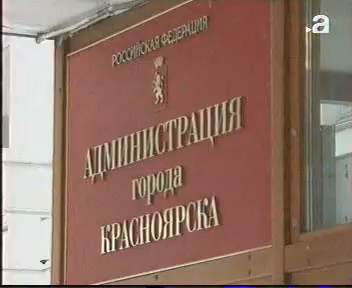 а
РОССИЙСКАЯ ФЕДЕРАЦИЯ
АДМИНИСТРАЦИЯ
города
КРАСНОЯРСКА